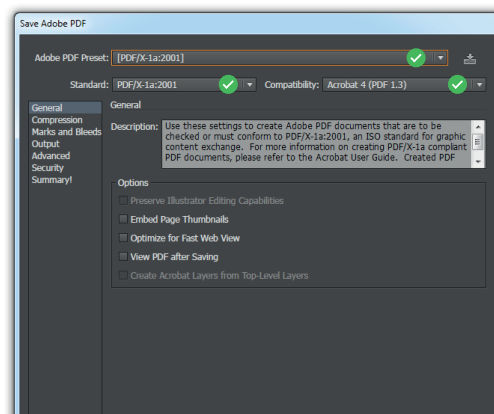 Save Adobe PDF
Adobe PDF Preset: [PDF/X-1a:2001]
Standard: PDF/X-1a:2001 Compatibility: Acrobat 4 (PDF 1.3)
General
Compression
Marks and Bleeds
Output
Advanced
Security
Summary!
General
Description: Use these settings to create Adobe PDF documents that are to be
checked or must conform to PDF/X-1a:2001, an ISO standard for graphic
content exchange. For more information on creating PDF/X-1a compliant
PDF documents, please refer to the Acrobat User Guide. Created PDF
Options
Preserve Illustrator Editing Capabilities
Embed Page Thumbnails
Optimize for Fast Web View
View PDF after Saving
Create Acrobat Layers from Top-Level Layers